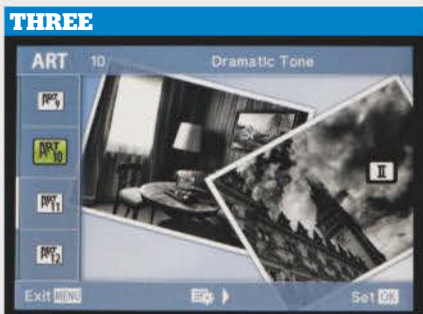 THREE
ART 10 Dramatic Tone
ART 9
ART 10
II
ART 11
ART 12
Exit MENU Set OK